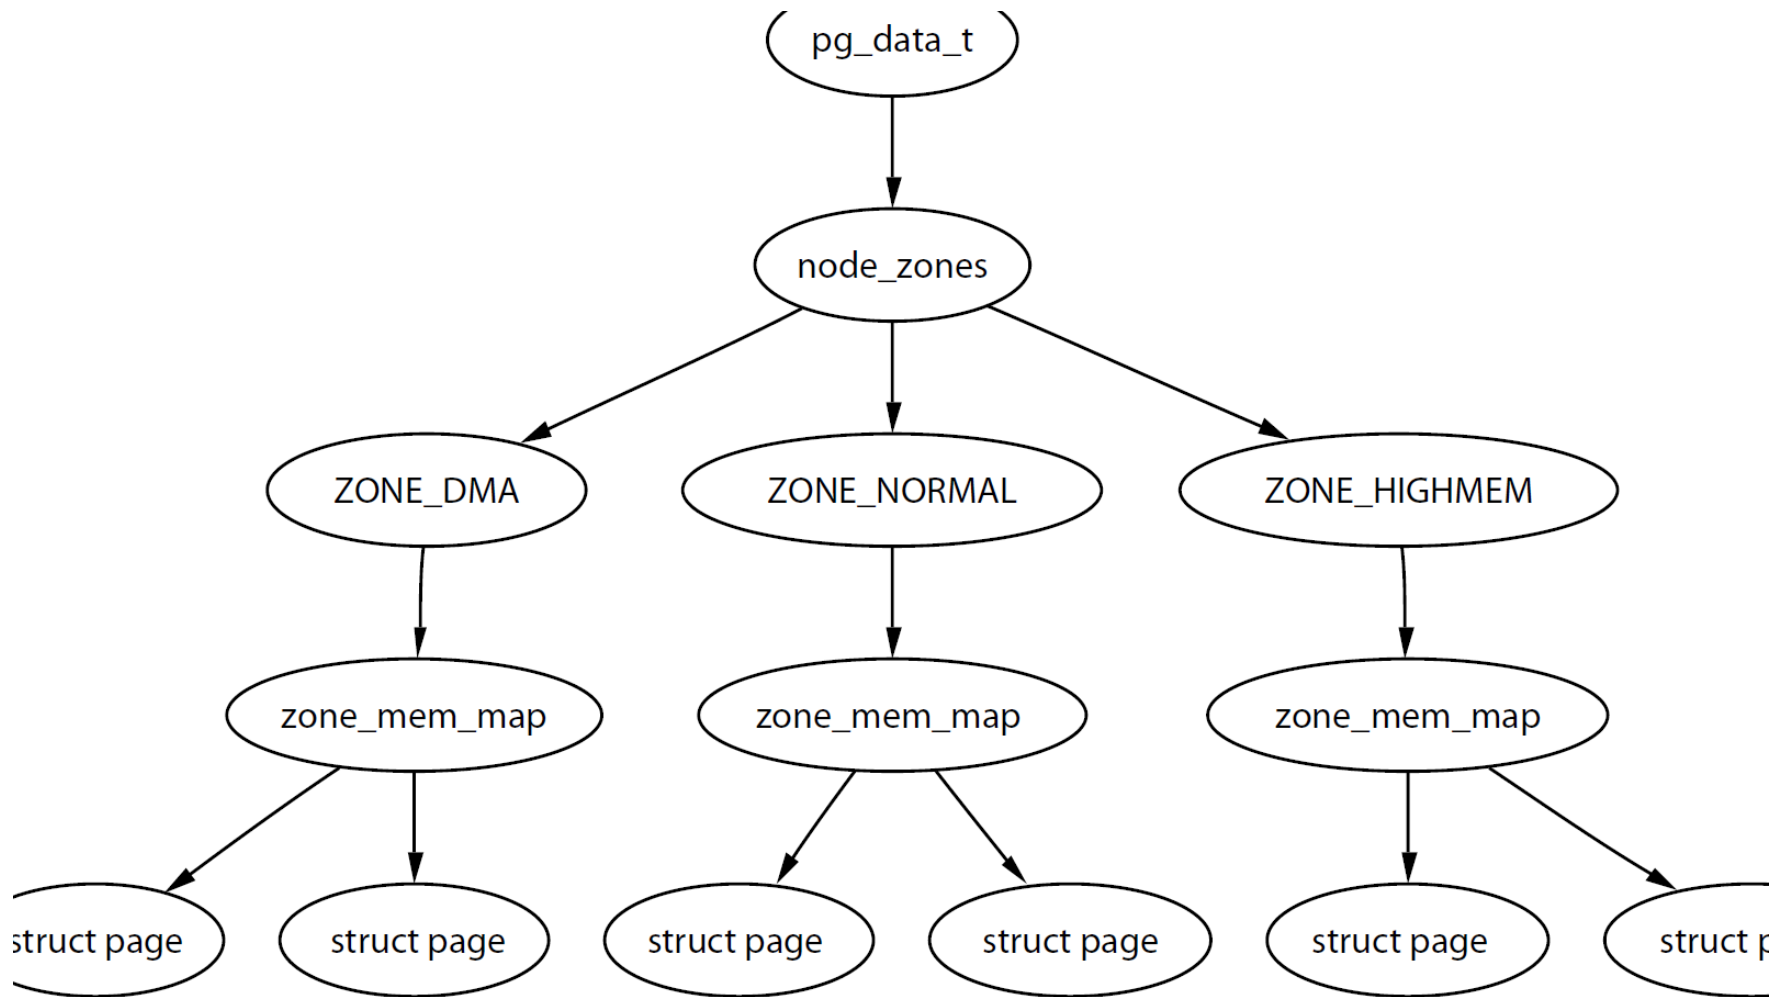 pg_data_t
node_zones
ZONE_DMA
ZONE_NORMAL
ZONE_HIGHMEM
zone_mem_map
zone_mem_map
zone_mem_map
struct page
struct page
struct page
struct page
struct page
struct